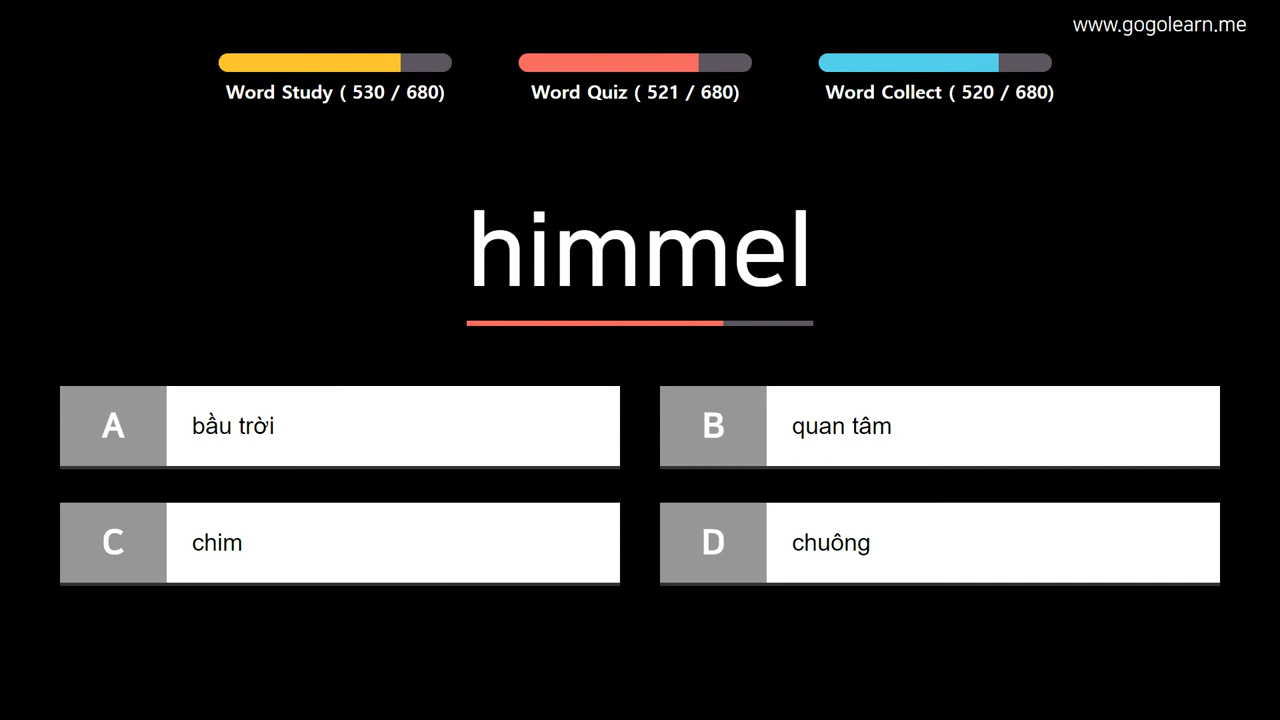 www.gogolearn.me
Word Study ( 530 / 680)
Word Quiz ( 521 / 680)
Word Collect ( 520 / 680)
himmel
A
bầu trời
B
quan tâm
C
chim
D
chuông